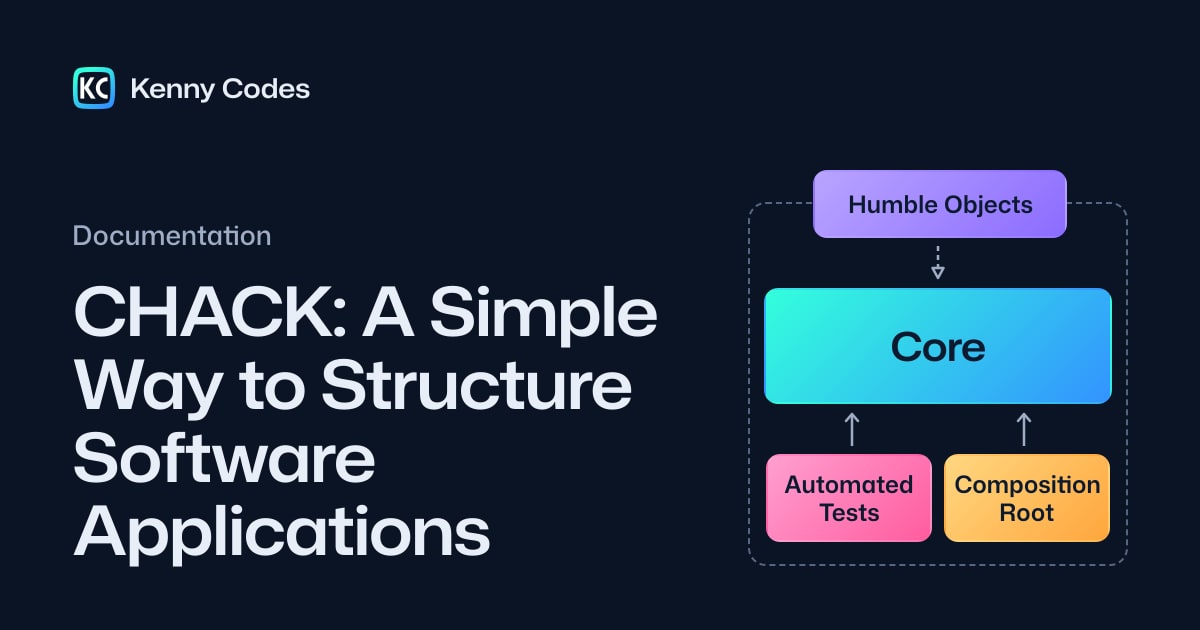 KC Kenny Codes
Documentation
CHACK: A Simple
Way to Structure
Software
Applications
Humble Objects
Core
Automated
Tests
Composition
Root